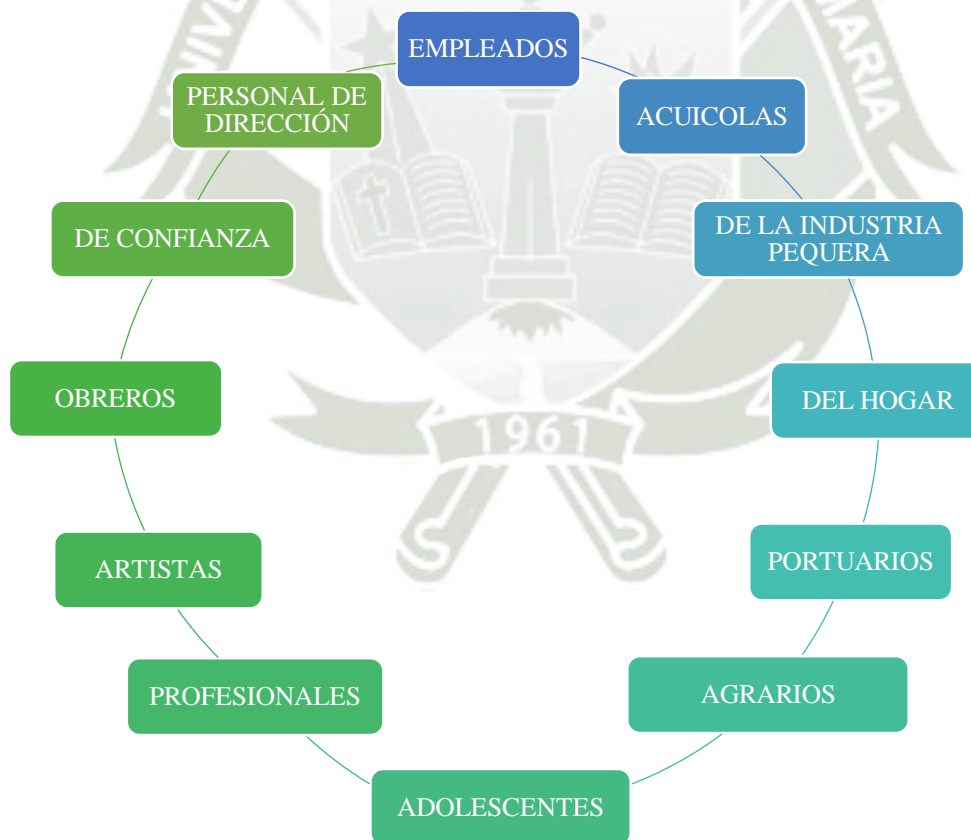 EMPLEADOS
ACUICOLAS
DE LA INDUSTRIA
PEQUERA
DEL HOGAR
PORTUARIOS
AGRARIOS
ADOLESCENTES
PROFESIONALES
ARTISTAS
OBREROS
DE CONFIANZA
PERSONAL DE
DIRECCIÓN
MARIA
1961